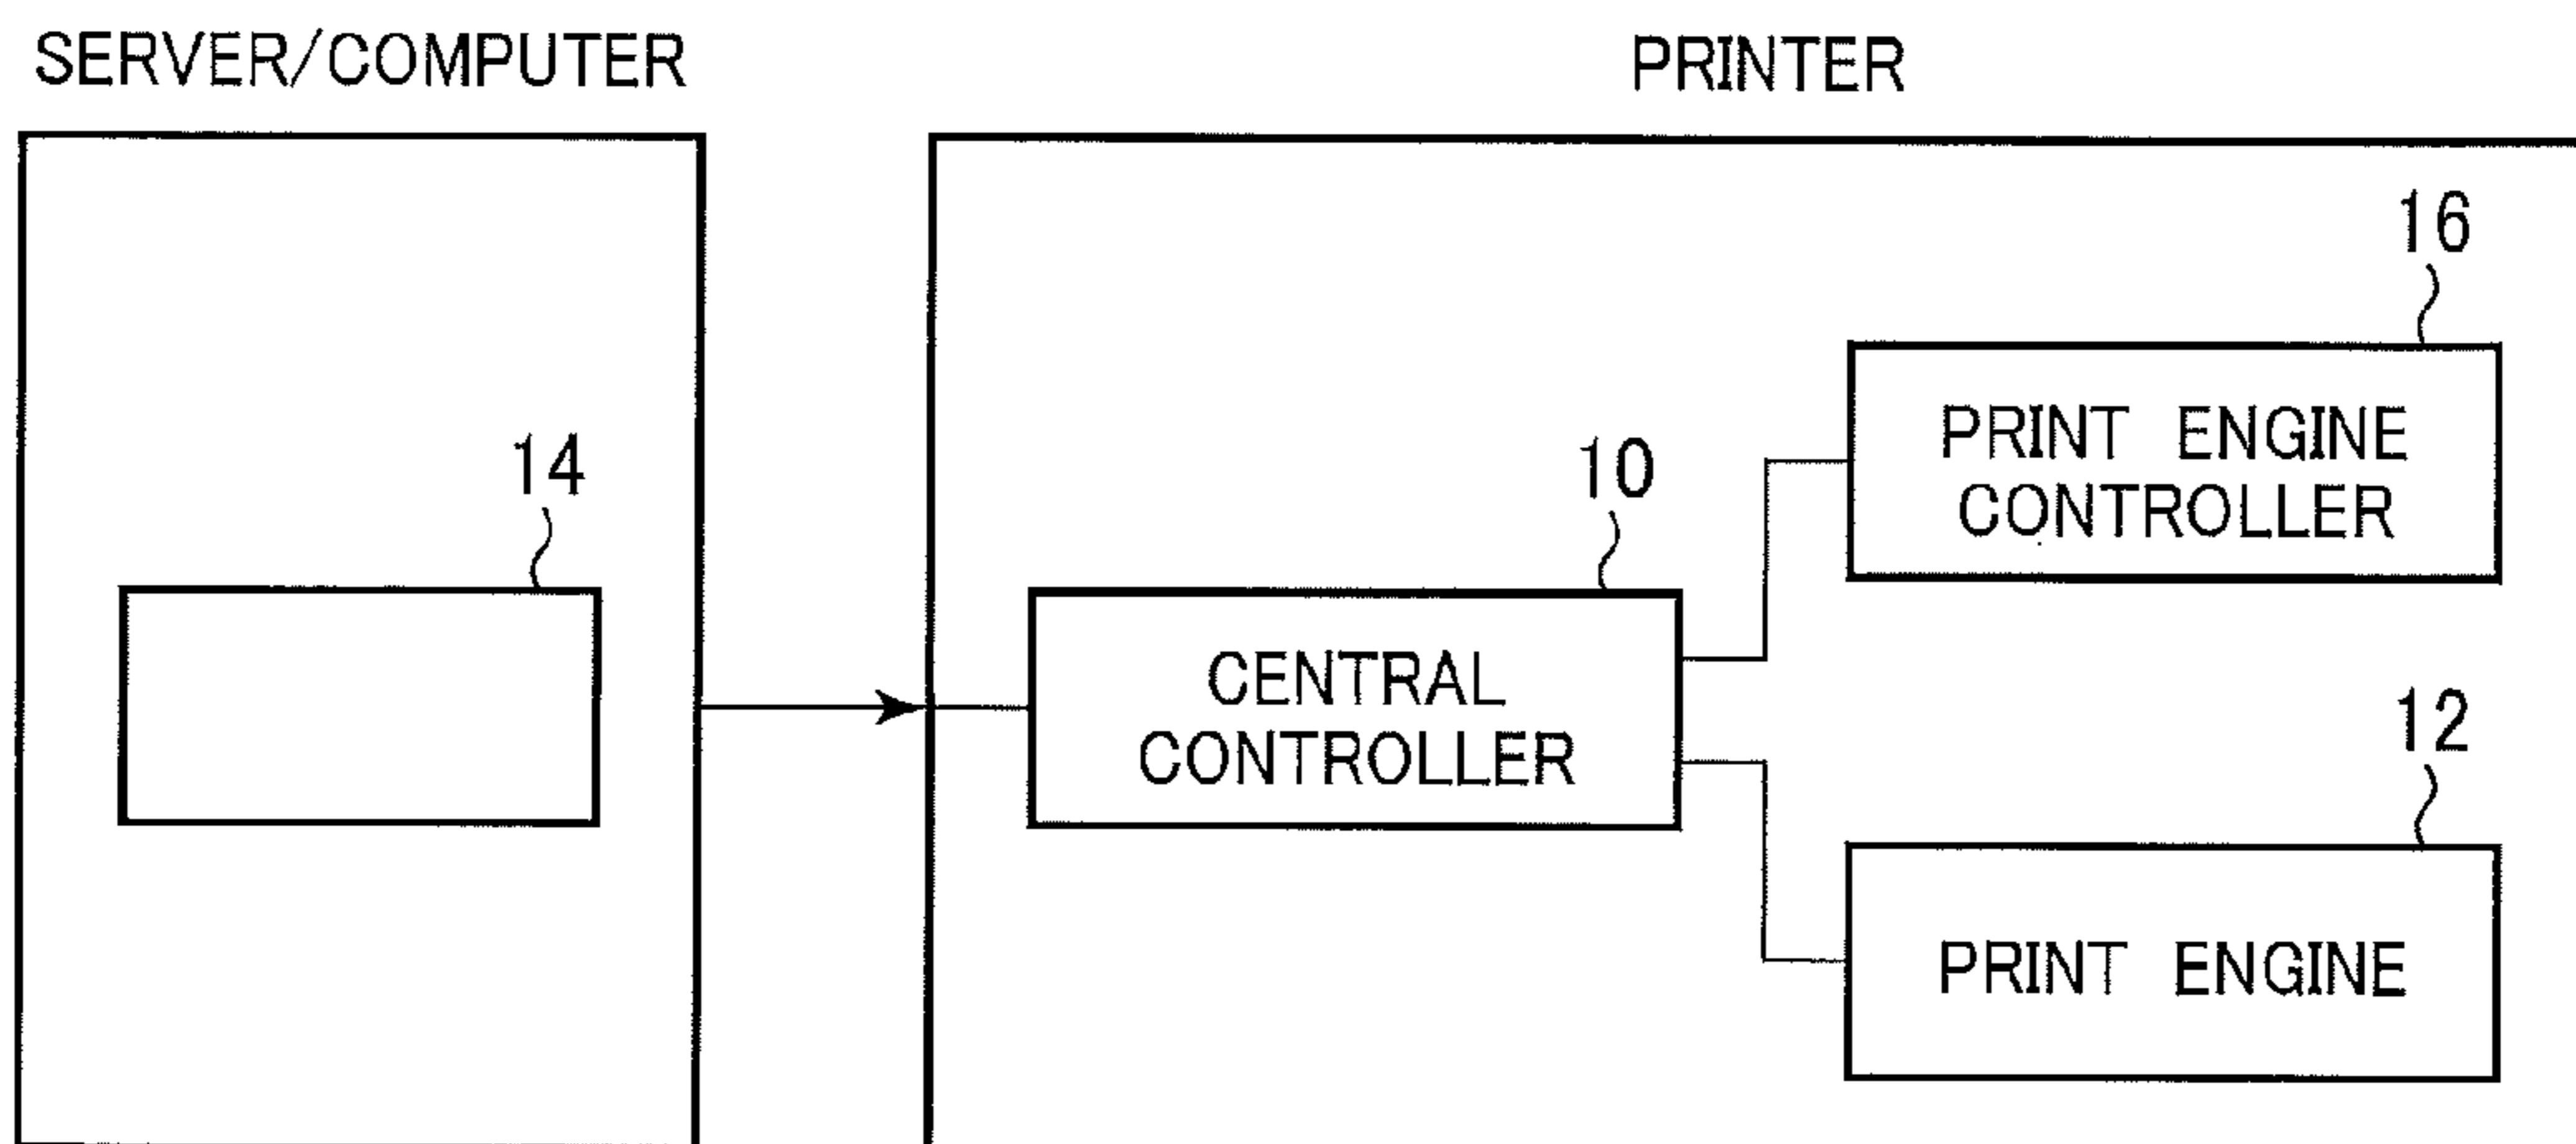 SERVER/COMPUTER
PRINTER
16
PRINT ENGINE
CONTROLLER
14
10
CENTRAL
CONTROLLER
12
PRINT ENGINE